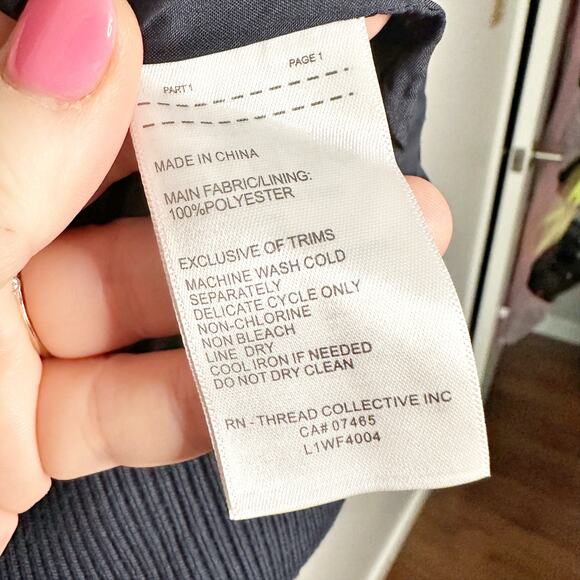 PART1 PAGE 1
MADE IN CHINA
MAIN FABRIC/LINING:
100%POLYESTER
EXCLUSIVE OF TRIMS
MACHINE WASH COLD
SEPARATELY
DELICATE CYCLE ONLY
NON-CHLORINE
NON BLEACH
LINE DRY
COOL IRON IF NEEDED
DO NOT DRY CLEAN
RN - THREAD COLLECTIVE INC
CA# 07465
L1WF4004